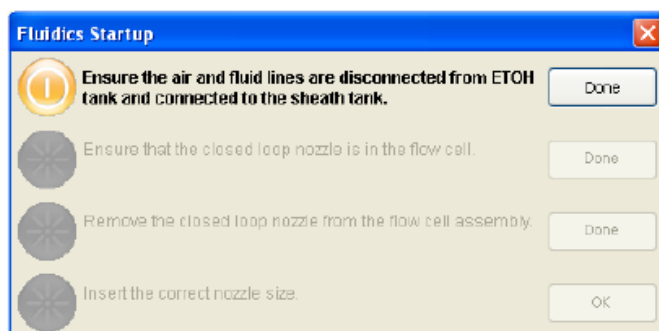 Fluidics Startup
Ensure the air and fluid lines are disconnected from ETOH
tank and connected to the sheath tank.
Done
Ensure that the closed loop nozzle is in the flow cell.
Done
Remove the closed loop nozzle from the flow cell assembly.
Done
Insert the correct nozzle size.
OK